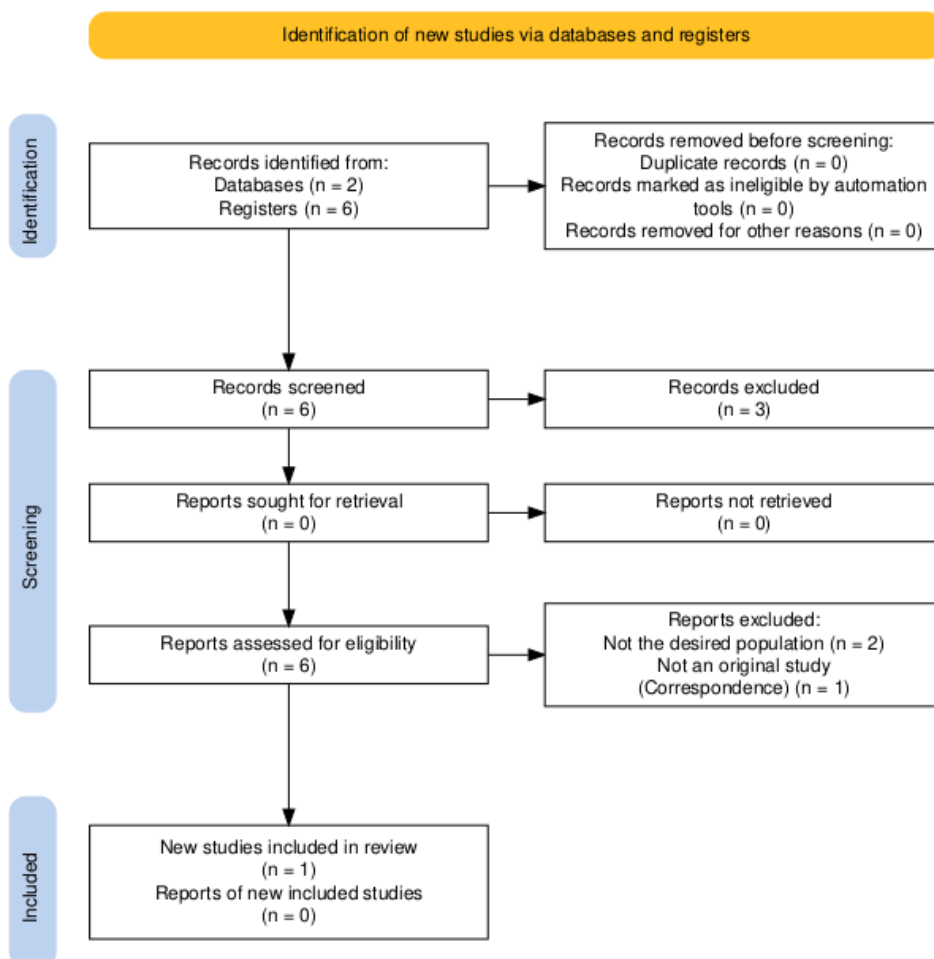 Identification of new studies via databases and registers
Identification
Records identified from:
Databases (n = 2)
Registers (n = 6)
Records removed before screening:
Duplicate records (n = 0)
Records marked as ineligible by automation
tools (n = 0)
Records removed for other reasons (n = 0)
Screening
Records screened
(n = 6)
Records excluded
(n = 3)
Reports sought for retrieval
(n = 0)
Reports not retrieved
(n = 0)
Reports assessed for eligibility
(n = 6)
Reports excluded:
Not the desired population (n = 2)
Not an original study
(Correspondence) (n = 1)
Included
New studies included in review
(n = 1)
Reports of new included studies
(n = 0)